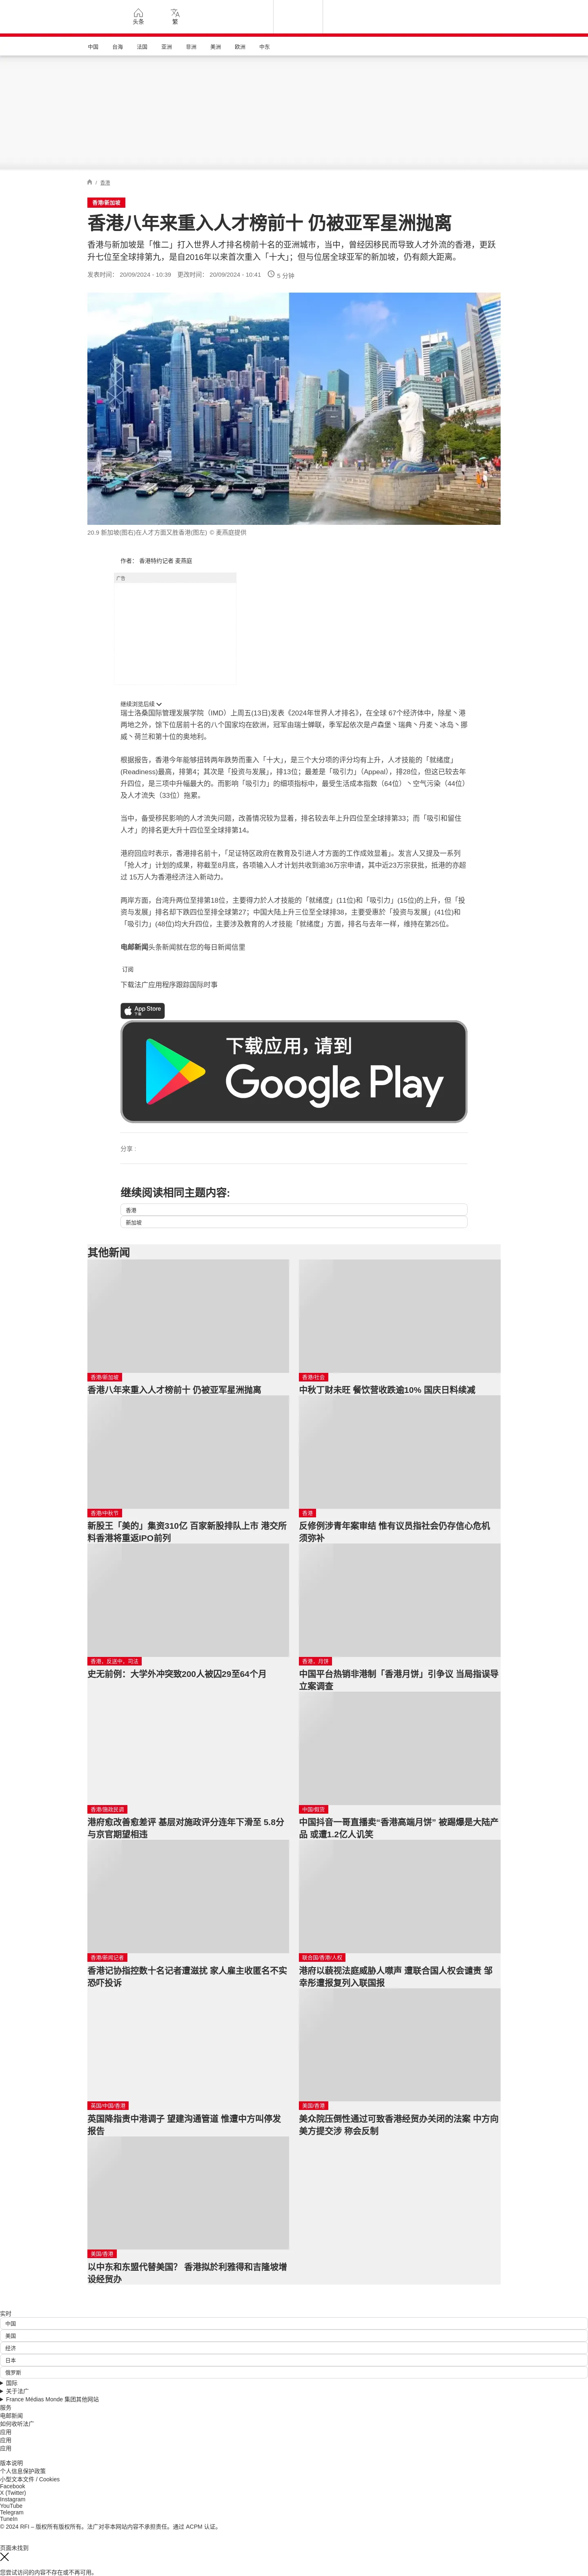 头条
繁
中国
台海
法国
亚洲
非洲
美洲
欧洲
中东
/ 香港
香港/新加坡
香港八年来重入人才榜前十 仍被亚军星洲抛离
香港与新加坡是「惟二」打入世界人才排名榜前十名的亚洲城市，当中，曾经因移民而导致人才外流的香港，更跃
升七位至全球排第九，是自2016年以来首次重入「十大」；但与位居全球亚军的新加坡，仍有颇大距离。
发表时间： 20/09/2024 - 10:39 更改时间： 20/09/2024 - 10:41 5 分钟
20.9 新加坡(图右)在人才方面又胜香港(图左) © 麦燕庭提供
作者： 香港特约记者 麦燕庭
广告
继续浏览后续
瑞士洛桑国际管理发展学院（IMD）上周五(13日)发表《2024年世界人才排名》，在全球 67个经济体中，除星丶港
两地之外，馀下位居前十名的八个国家均在欧洲，冠军由瑞士蝉联，季军起依次是卢森堡丶瑞典丶丹麦丶冰岛丶挪
威丶荷兰和第十位的奥地利。
根据报告，香港今年能够扭转两年跌势而重入「十大」，是三个大分项的评分均有上升，人才技能的「就绪度」
(Readiness)最高，排第4；其次是「投资与发展」，排13位；最差是「吸引力」（Appeal），排28位，但这已较去年
升四位，是三项中升幅最大的。而影响「吸引力」的细项指标中，最受生活成本指数（64位）丶空气污染（44位）
及人才流失（33位）拖累。
当中，备受移民影响的人才流失问题，改善情况较为显着，排名较去年上升四位至全球排第33；而「吸引和留住
人才」的排名更大升十四位至全球排第14。
港府回应时表示，香港排名前十，「足证特区政府在教育及引进人才方面的工作成效显着」。发言人又提及一系列
「抢人才」计划的成果，称截至8月底，各项输入人才计划共收到逾36万宗申请，其中近23万宗获批，抵港的亦超
过 15万人为香港经济注入新动力。
两岸方面，台湾升两位至排第18位，主要得力於人才技能的「就绪度」(11位)和「吸引力」(15位)的上升，但「投
资与发展」排名却下跌四位至排全球第27；中国大陆上升三位至全球排38，主要受惠於「投资与发展」(41位)和
「吸引力」(48位)均大升四位，主要涉及教育的人才技能「就绪度」方面，排名与去年一样，维持在第25位。
电邮新闻头条新闻就在您的每日新闻信里
订阅
下载法广应用程序跟踪国际时事
App Store
下载
下载应用，请到
Google Play
分享 :
继续阅读相同主题内容:
香港
新加坡
其他新闻
香港/新加坡
香港八年来重入人才榜前十 仍被亚军星洲抛离
香港/社会
中秋丁财未旺 餐饮营收跌逾10% 国庆日料续减
香港/中秋节
新股王「美的」集资310亿 百家新股排队上市 港交所
料香港将重返IPO前列
香港
反修例涉青年案审结 惟有议员指社会仍存信心危机
须弥补
香港，反送中，司法
史无前例：大学外冲突致200人被囚29至64个月
香港，月饼
中国平台热销非港制「香港月饼」引争议 当局指误导
立案调查
香港/施政民调
港府愈改善愈差评 基层对施政评分连年下滑至 5.8分
与京官期望相违
中国/假货
中国抖音一哥直播卖“香港高端月饼” 被踢爆是大陆产
品 或遭1.2亿人讥笑
香港/新闻记者
香港记协指控数十名记者遭滋扰 家人雇主收匿名不实
恐吓投诉
联合国/香港/人权
港府以藐视法庭威胁人噤声 遭联合国人权会谴责 邹
幸彤遭报复列入联国报
英国/中国/香港
英国降指责中港调子 望建沟通管道 惟遭中方叫停发
报告
美国/香港
美众院压倒性通过可致香港经贸办关闭的法案 中方向
美方提交涉 称会反制
美国/香港
以中东和东盟代替美国？ 香港拟於利雅得和吉隆坡增
设经贸办
实时
中国
美国
经济
日本
俄罗斯
国际
关于法广
France Médias Monde 集团其他网站
服务
电邮新闻
如何收听法广
应用
应用
应用
版本说明
个人信息保护政策
小型文本文件 / Cookies
Facebook
X (Twitter)
Instagram
YouTube
Telegram
TuneIn
© 2024 RFI – 版权所有版权所有。法广对非本网站内容不承担责任。通过 ACPM 认证。
页面未找到
您尝试访问的内容不存在或不再可用。